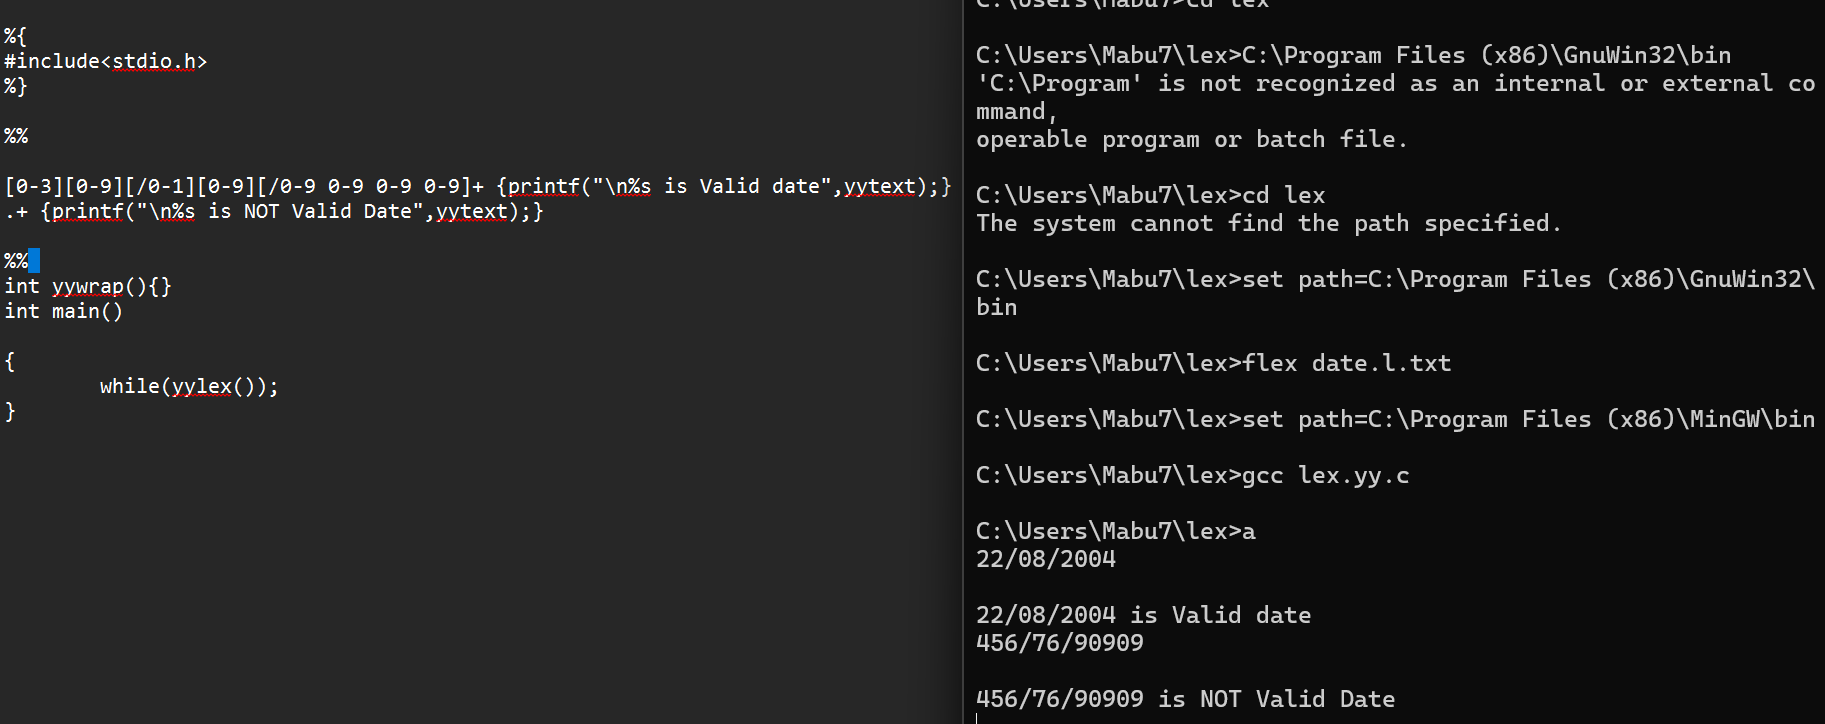 %{
#include<stdio.h>
%}
%%
[0-3][0-9][/0-1][0-9][/0-9 0-9 0-9 0-9]+ {printf("\n%s is Valid date",yytext);}
.+ {printf("\n%s is NOT Valid Date",yytext);}
%%
int yywrap(){}
int main()
{
while(yylex());
}
C:\Users\Mabu7>cd lex
C:\Users\Mabu7\lex>C:\Program Files (x86)\GnuWin32\bin
'C:\Program' is not recognized as an internal or external co
mmand,
operable program or batch file.
C:\Users\Mabu7\lex>cd lex
The system cannot find the path specified.
C:\Users\Mabu7\lex>set path=C:\Program Files (x86)\GnuWin32\
bin
C:\Users\Mabu7\lex>flex date.l.txt
C:\Users\Mabu7\lex>set path=C:\Program Files (x86)\MinGW\bin
C:\Users\Mabu7\lex>gcc lex.yy.c
C:\Users\Mabu7\lex>a
22/08/2004
22/08/2004 is Valid date
456/76/90909
456/76/90909 is NOT Valid Date